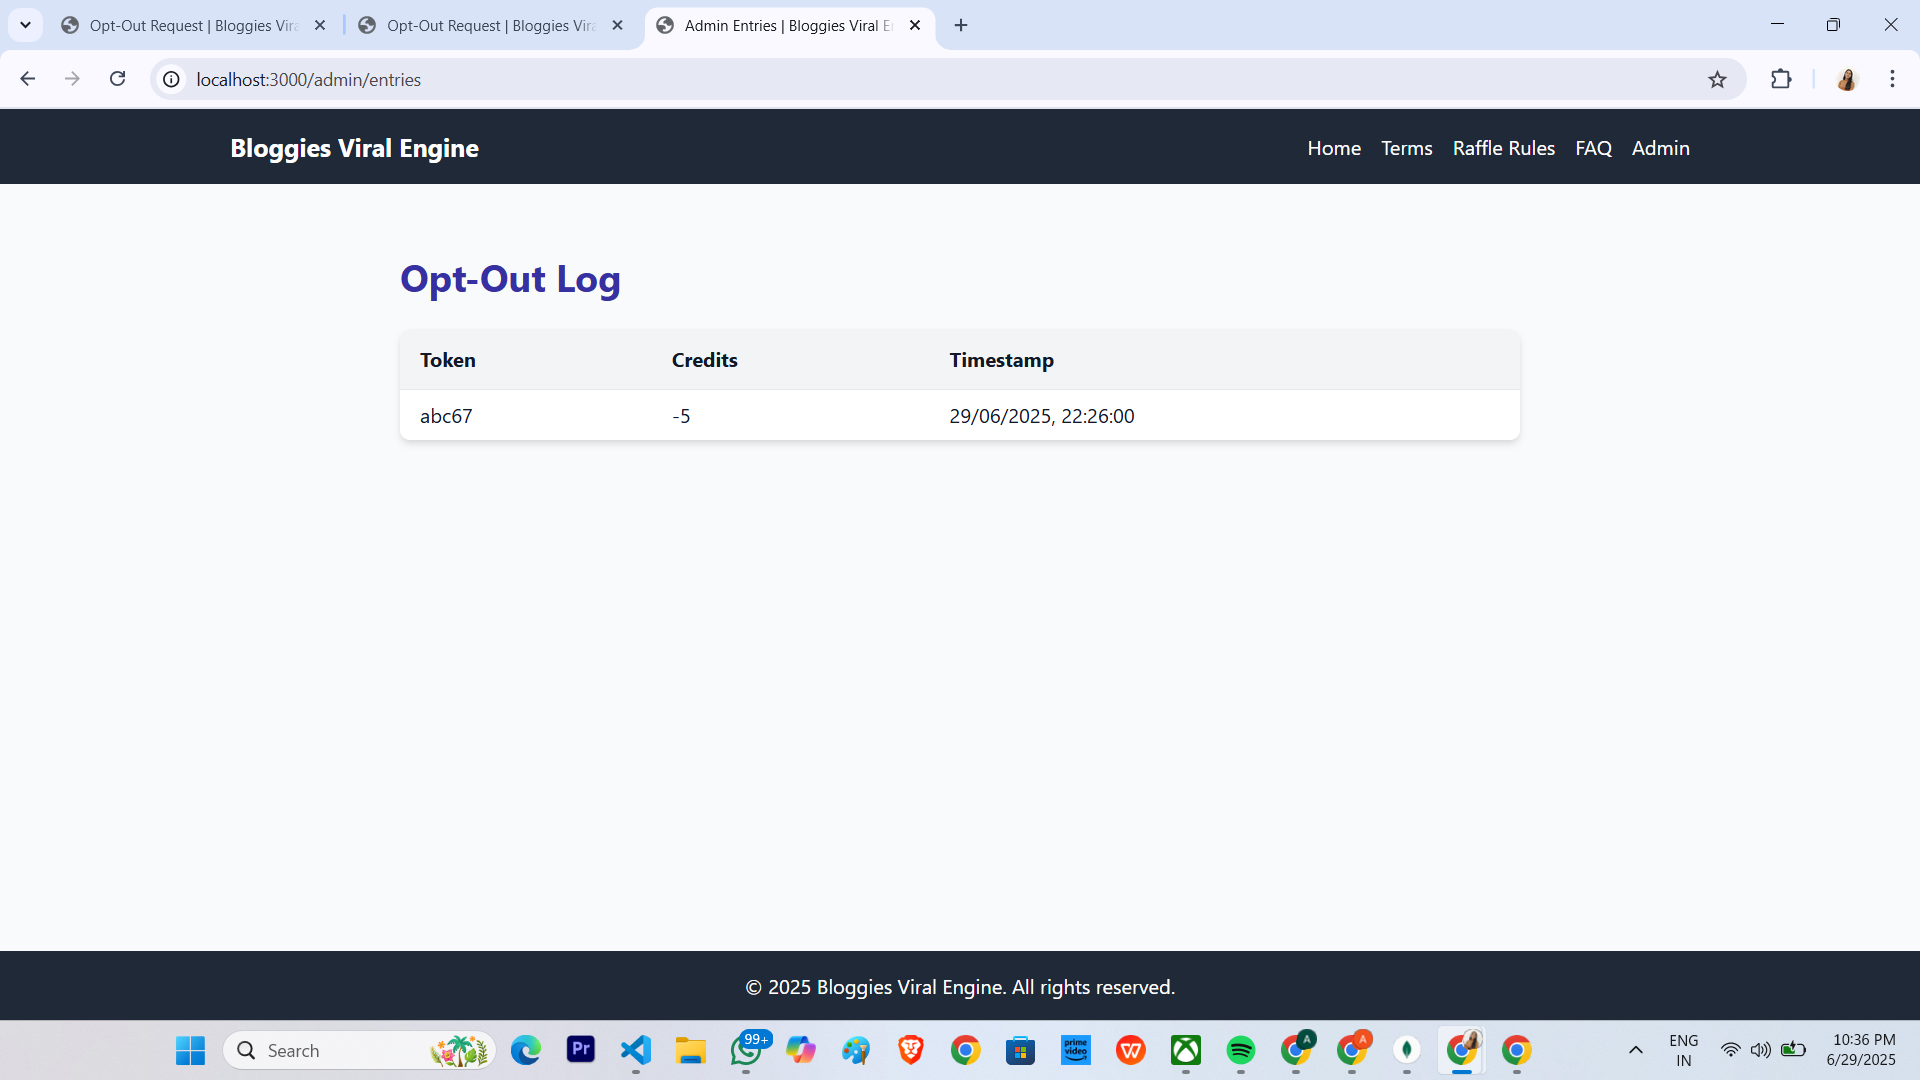 Opt-Out Request | Bloggies Vira
Opt-Out Request | Bloggies Vira
Admin Entries | Bloggies Viral E
localhost:3000/admin/entries
Bloggies Viral Engine
Home Terms Raffle Rules FAQ Admin
Opt-Out Log
Token Credits Timestamp
abc67 -5 29/06/2025, 22:26:00
© 2025 Bloggies Viral Engine. All rights reserved.
Search
Pr
99+
prime video
W
A
A
ENG
IN
10:36 PM
6/29/2025